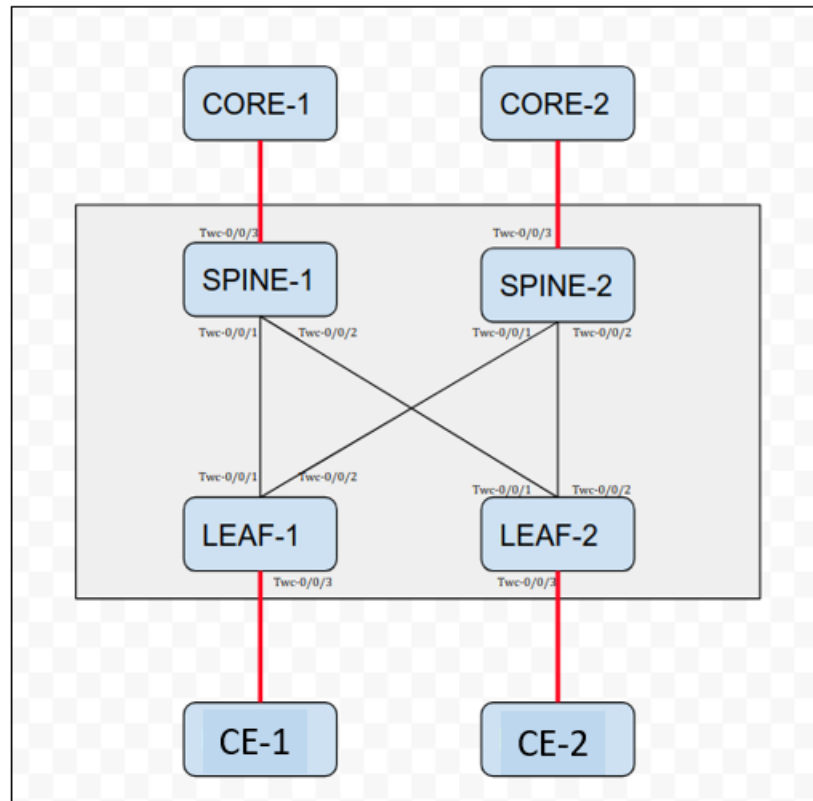 CORE-1
CORE-2
Twc-0/0/3
Twc-0/0/3
SPINE-1
SPINE-2
Twc-0/0/1
Twc-0/0/2
Twc-0/0/1
Twc-0/0/2
Twc-0/0/1
Twc-0/0/2
Twc-0/0/1
Twc-0/0/2
LEAF-1
LEAF-2
Twc-0/0/3
Twc-0/0/3
CE-1
CE-2